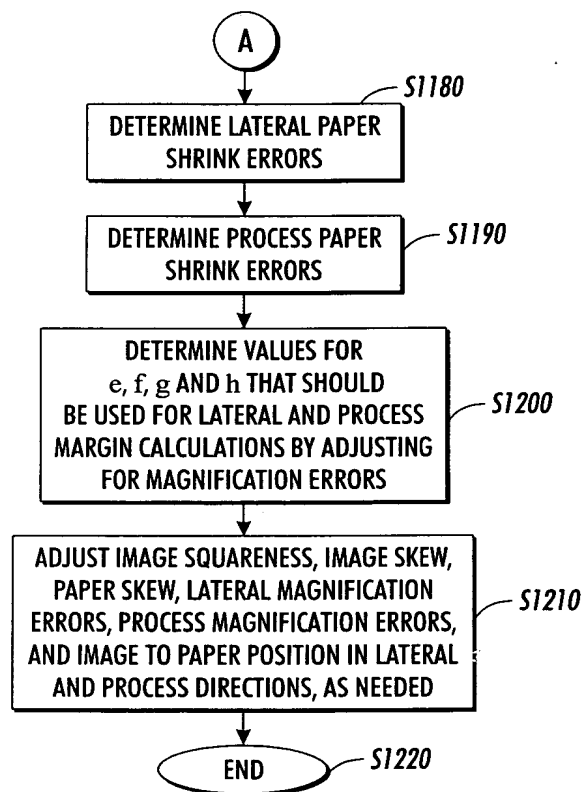 A
S1180
DETERMINE LATERAL PAPER
SHRINK ERRORS
S1190
DETERMINE PROCESS PAPER
SHRINK ERRORS
DETERMINE VALUES FOR
e, f, g AND h THAT SHOULD
BE USED FOR LATERAL AND PROCESS
MARGIN CALCULATIONS BY ADJUSTING
FOR MAGNIFICATION ERRORS
S1200
ADJUST IMAGE SQUARENESS, IMAGE SKEW,
PAPER SKEW, LATERAL MAGNIFICATION
ERRORS, PROCESS MAGNIFICATION ERRORS,
AND IMAGE TO PAPER POSITION IN LATERAL
AND PROCESS DIRECTIONS, AS NEEDED
S1210
END
S1220